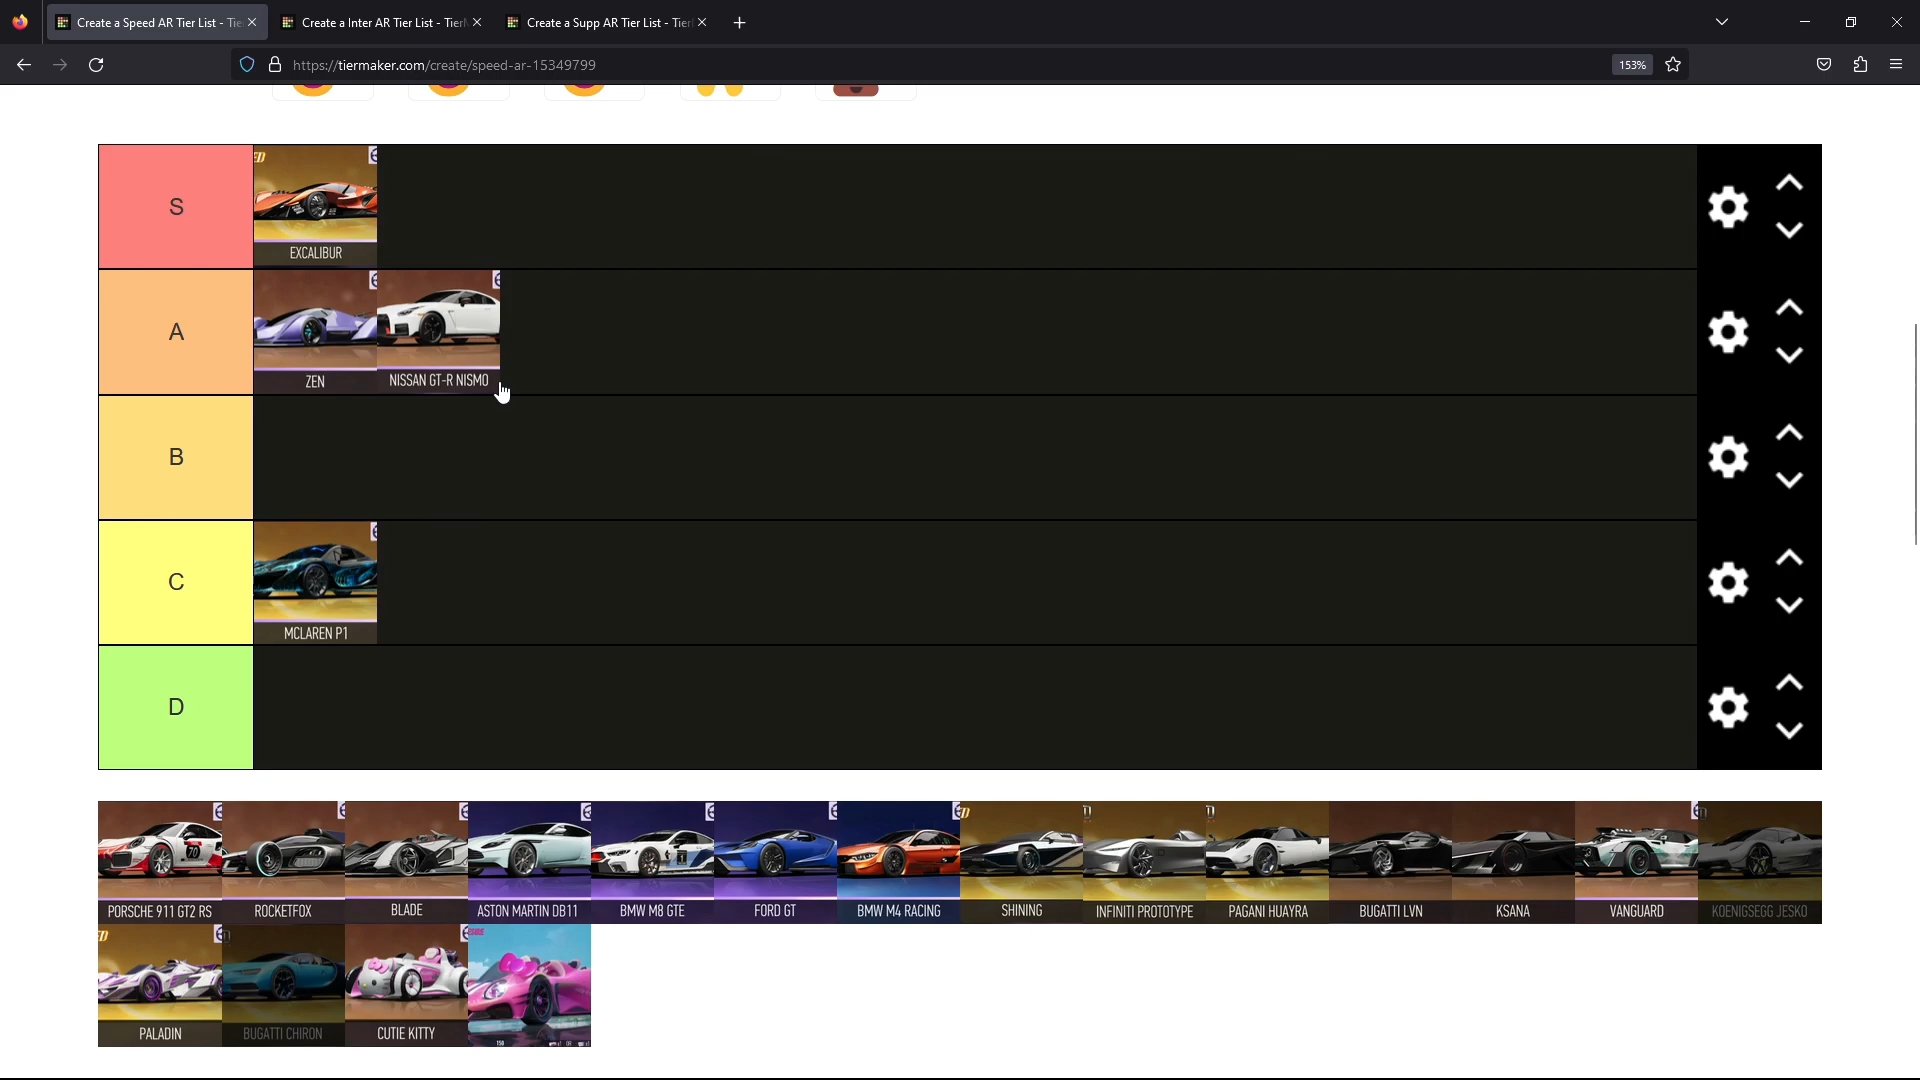 Create a Speed AR Tier List - Tie
Create a Inter AR Tier List - Tier
Create a Supp AR Tier List - Tier
https://tiermaker.com/create/speed-ar-15349799
153%
S
EXCALIBUR
A
ZEN
NISSAN GT-R NISMO
B
C
MCLAREN P1
D
PORSCHE 911 GT2 RS
ROCKETFOX
BLADE
ASTON MARTIN DB11
BMW M8 GTE
FORD GT
BMW M4 RACING
SHINING
INFINITI PROTOTYPE
PAGANI HUAYRA
BUGATTI LVN
KSANA
VANGUARD
KOENIGSEGG JESKO
PALADIN
BUGATTI CHIRON
CUTIE KITTY